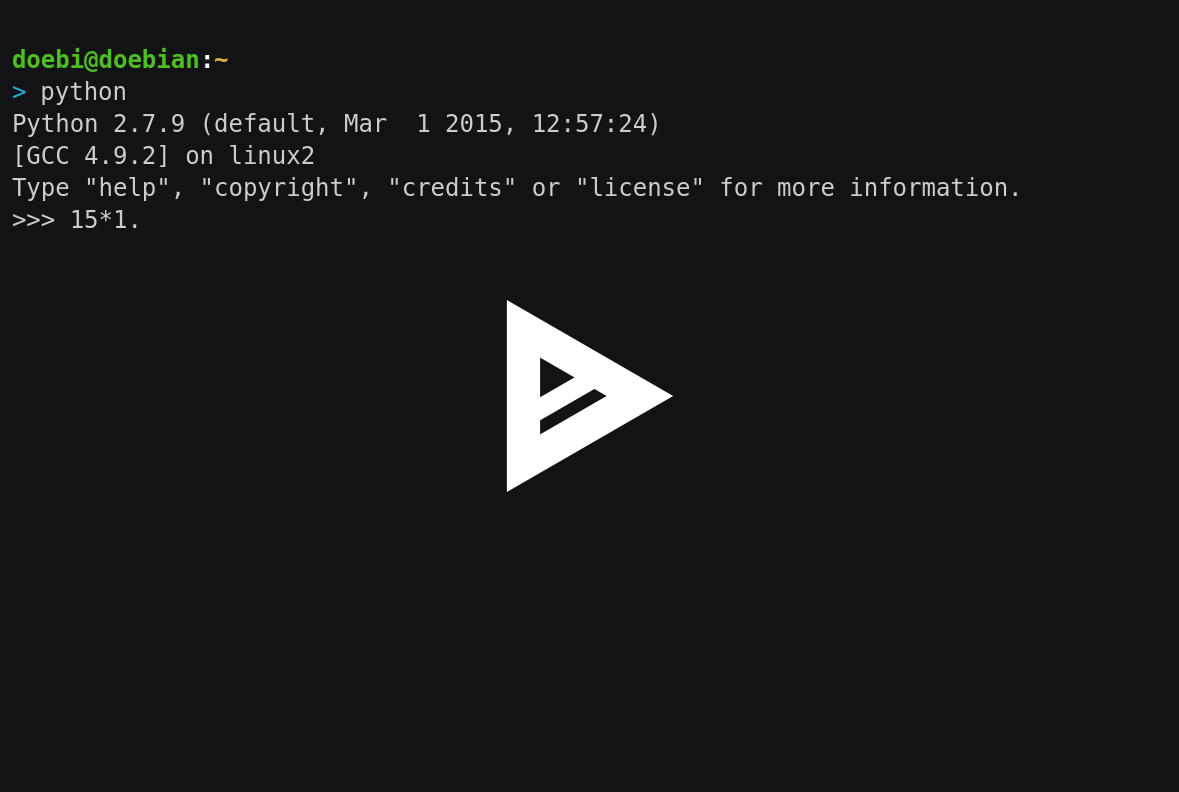 doebi@doebian:~
> python
Python 2.7.9 (default, Mar  1 2015, 12:57:24)
[GCC 4.9.2] on linux2
Type "help", "copyright", "credits" or "license" for more information.
>>> 15*1.